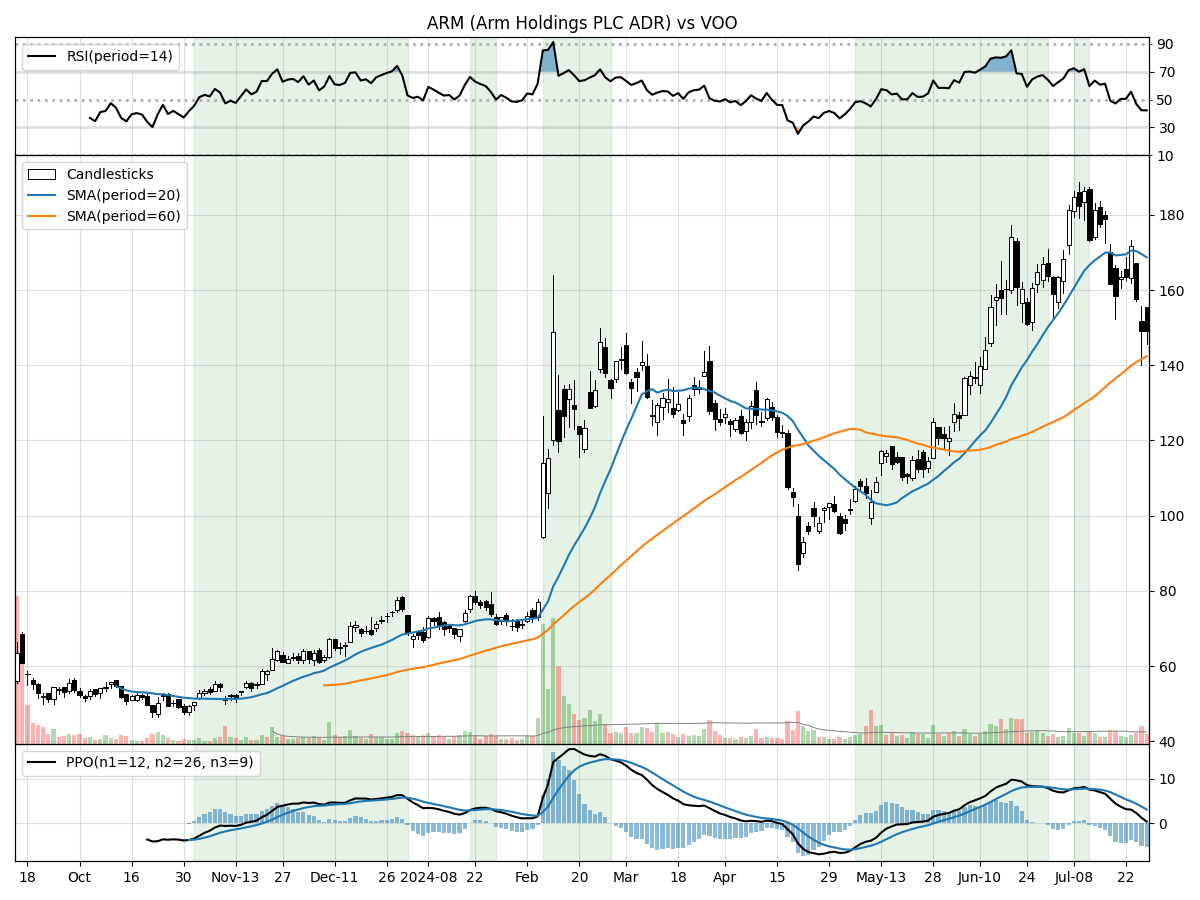 ARM (Arm Holdings PLC ADR) vs VOO
RSI(period=14)
90
70
50
30
10
Candlesticks
SMA(period=20)
SMA(period=60)
180
160
140
120
100
80
60
40
PPO(n1=12, n2=26, n3=9)
10
0
18 Oct 16 30 Nov-13 27 Dec-11 26 2024-08 22 Feb 20 Mar 18 Apr 15 29 May-13 28 Jun-10 24 Jul-08 22